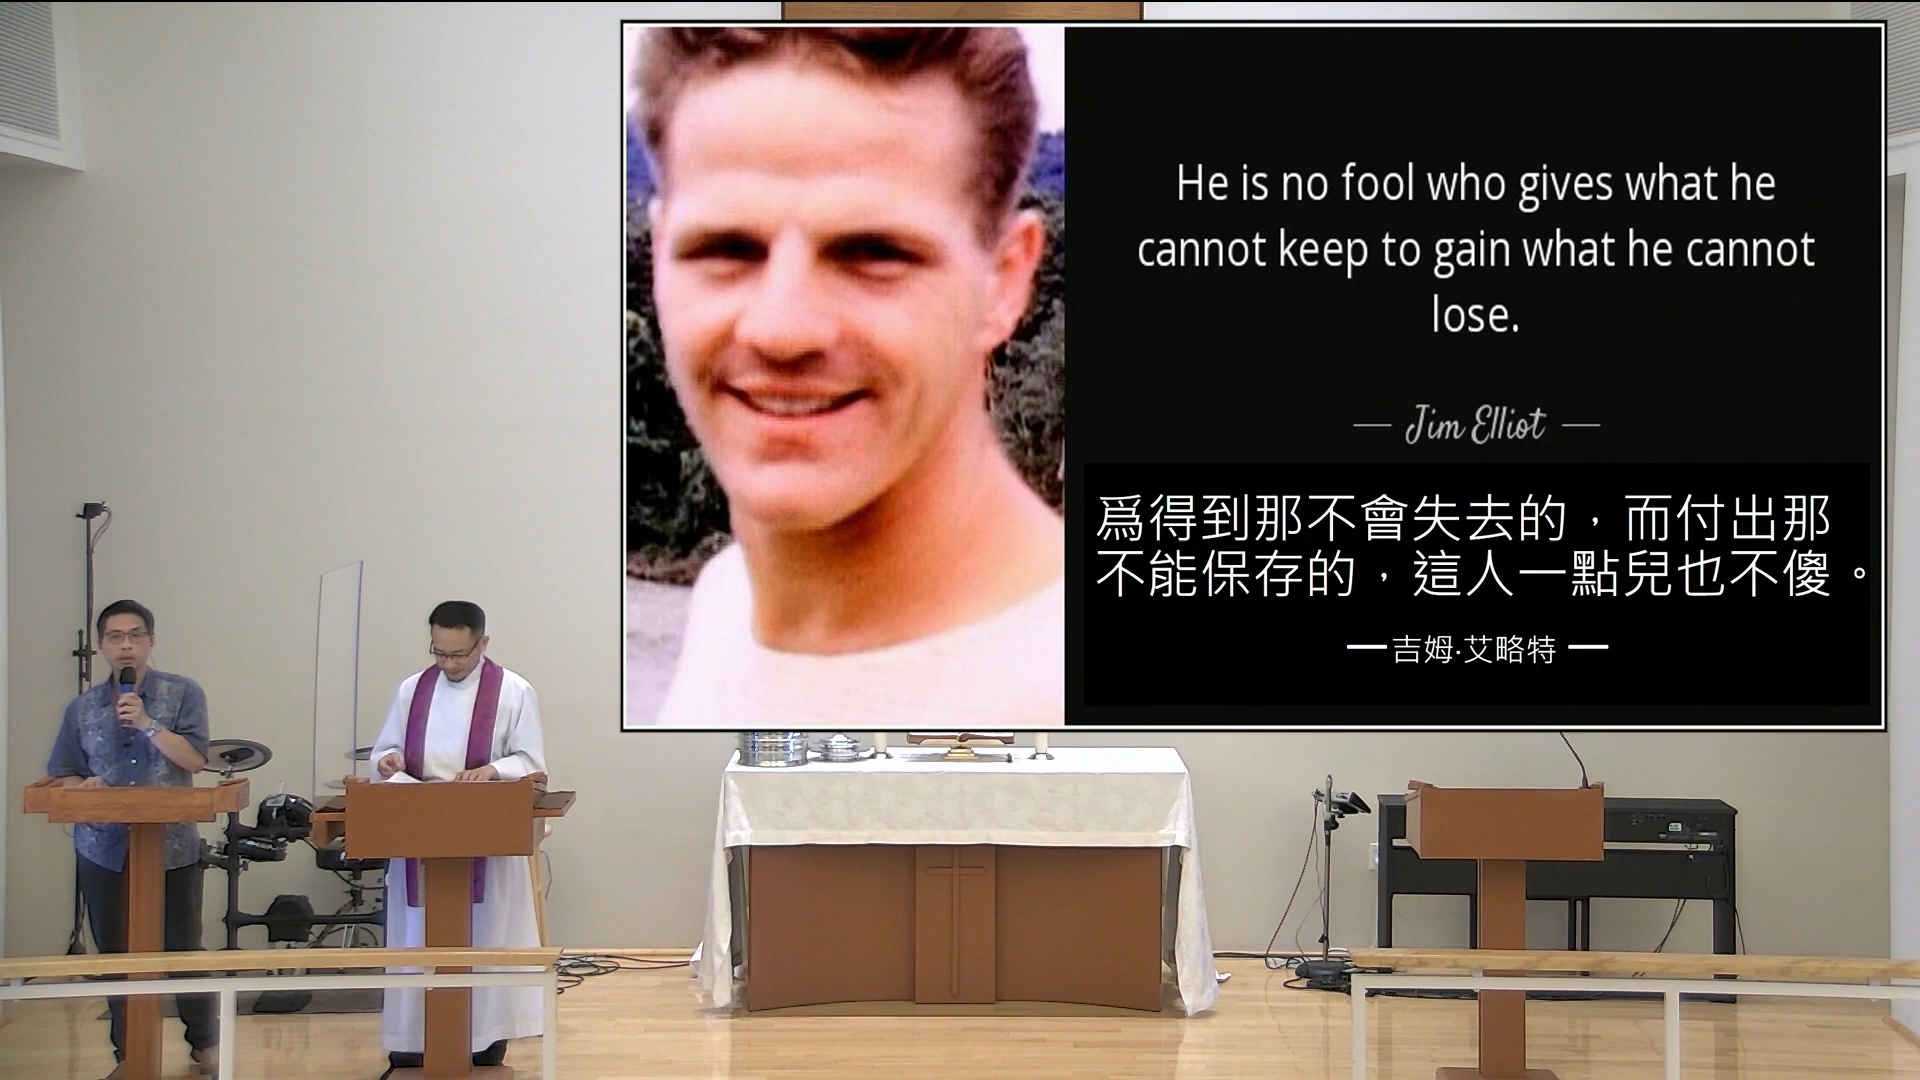 He is no fool who gives what he
cannot keep to gain what he cannot
lose.
— Jim Elliot —
爲得到那不會失去的，而付出那
不能保存的，這人一點兒也不傻。
—吉姆·艾略特—